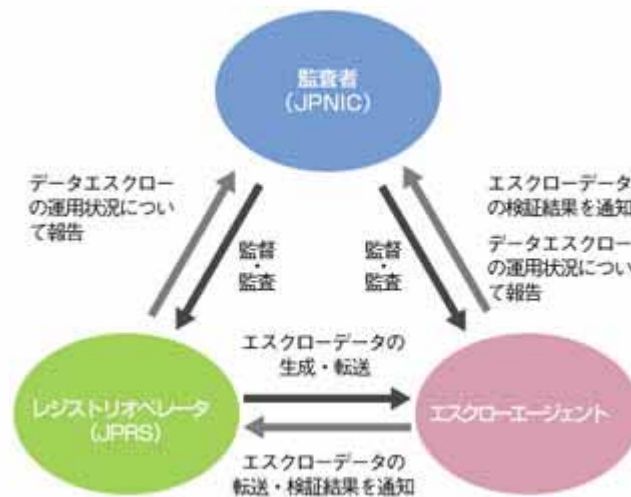 監査者
(JPNIC)
データエスクロー
の運用状況につい
て報告
エスクローデータ
の検証結果を通知
データエスクロー
の運用状況につい
て報告
監督
・
監査
監督
・
監査
エスクローデータの
生成・転送
レジストリオペレータ
(JPRS)
エスクローエージェント
エスクローデータの
転送・検証結果を通知